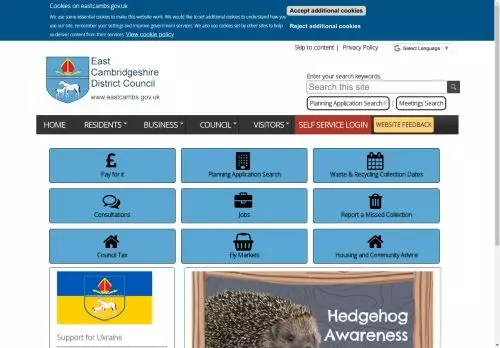 Cookies on eastcambs.gov.uk
We use some essential cookies to make this website work. We would like to set additional cookies to understand how you
use our site, remember your settings and improve government services. We also use cookies set by other sites to help
us deliver content from their services. View cookie policy
Accept additional cookies
Reject additional cookies
Skip to content | Privacy Policy
Select Language
East
Cambridgeshire
District Council
www.eastcambs.gov.uk
Enter your search keywords
Search this site
Planning Application Search | Meetings Search
HOME RESIDENTS BUSINESS COUNCIL VISITORS SELF SERVICE LOGIN WEBSITE FEEDBACK
Pay for it
Planning Application Search
Waste & Recycling Collection Dates
Consultations
Jobs
Report a Missed Collection
Council Tax
Ely Markets
Housing and Community Advice
Support for Ukraine
Hedgehog
Awareness